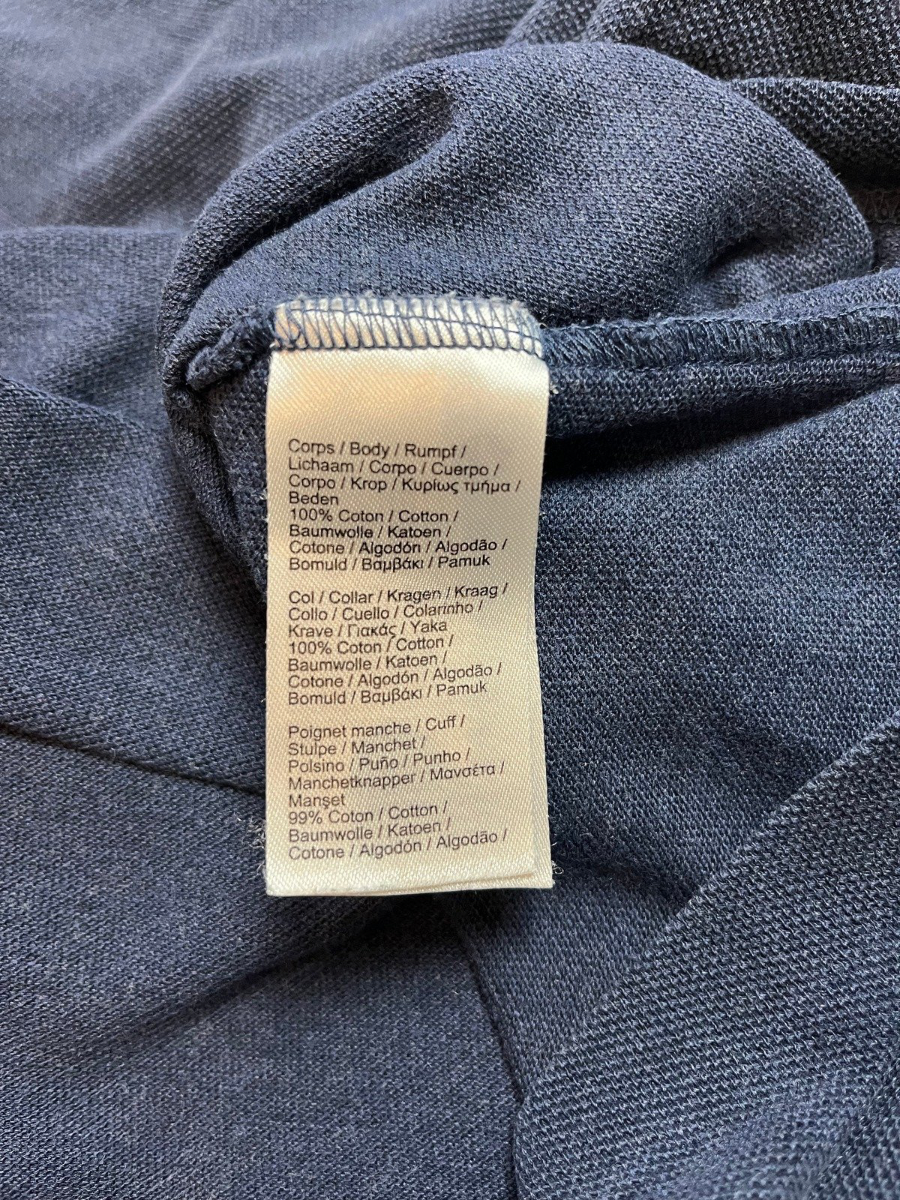 Corps / Body / Rumpf /
Lichaam / Corpo / Cuerpo /
Corpo / Krop / Κυρίως τμήμα /
Beden
100% Coton / Cotton /
Baumwolle / Katoen /
Cotone / Algodón / Algodão /
Bomuld / Βαμβάκι / Pamuk
Col / Collar / Kragen / Kraag /
Collo / Cuello / Colarinho /
Krave / Γιακάς / Yaka
100% Coton / Cotton /
Baumwolle / Katoen /
Cotone / Algodón / Algodão /
Bomuld / Βαμβάκι / Pamuk
Poignet manche / Cuff /
Stulpe / Manchet /
Polsino / Puño / Punho /
Manchetknapper / Μανσέτα /
Manşet
99% Coton / Cotton /
Baumwolle / Katoen /
Cotone / Algodón / Algodão /